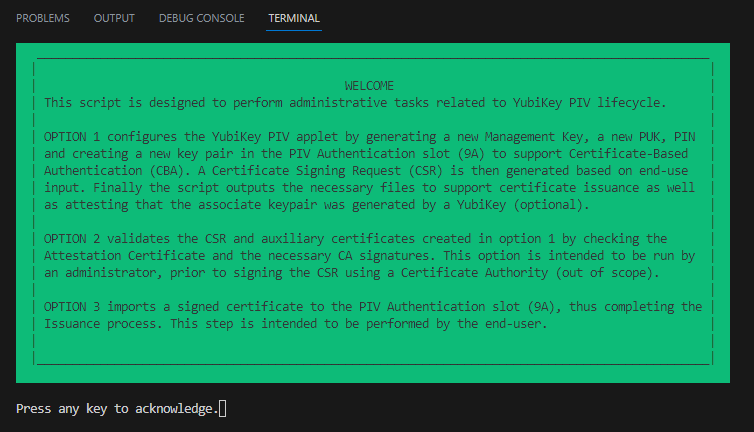 PROBLEMS OUTPUT DEBUG CONSOLE TERMINAL
WELCOME
This script is designed to perform administrative tasks related to YubiKey PIV lifecycle.
OPTION 1 configures the YubiKey PIV applet by generating a new Management Key, a new PUK, PIN
and creating a new key pair in the PIV Authentication slot (9A) to support Certificate-Based
Authentication (CBA). A Certificate Signing Request (CSR) is then generated based on end-use
input. Finally the script outputs the necessary files to support certificate issuance as well
as attesting that the associate keypair was generated by a YubiKey (optional).
OPTION 2 validates the CSR and auxiliary certificates created in option 1 by checking the
Attestation Certificate and the necessary CA signatures. This option is intended to be run by
an administrator, prior to signing the CSR using a Certificate Authority (out of scope).
OPTION 3 imports a signed certificate to the PIV Authentication slot (9A), thus completing the
Issuance process. This step is intended to be performed by the end-user.
Press any key to acknowledge.